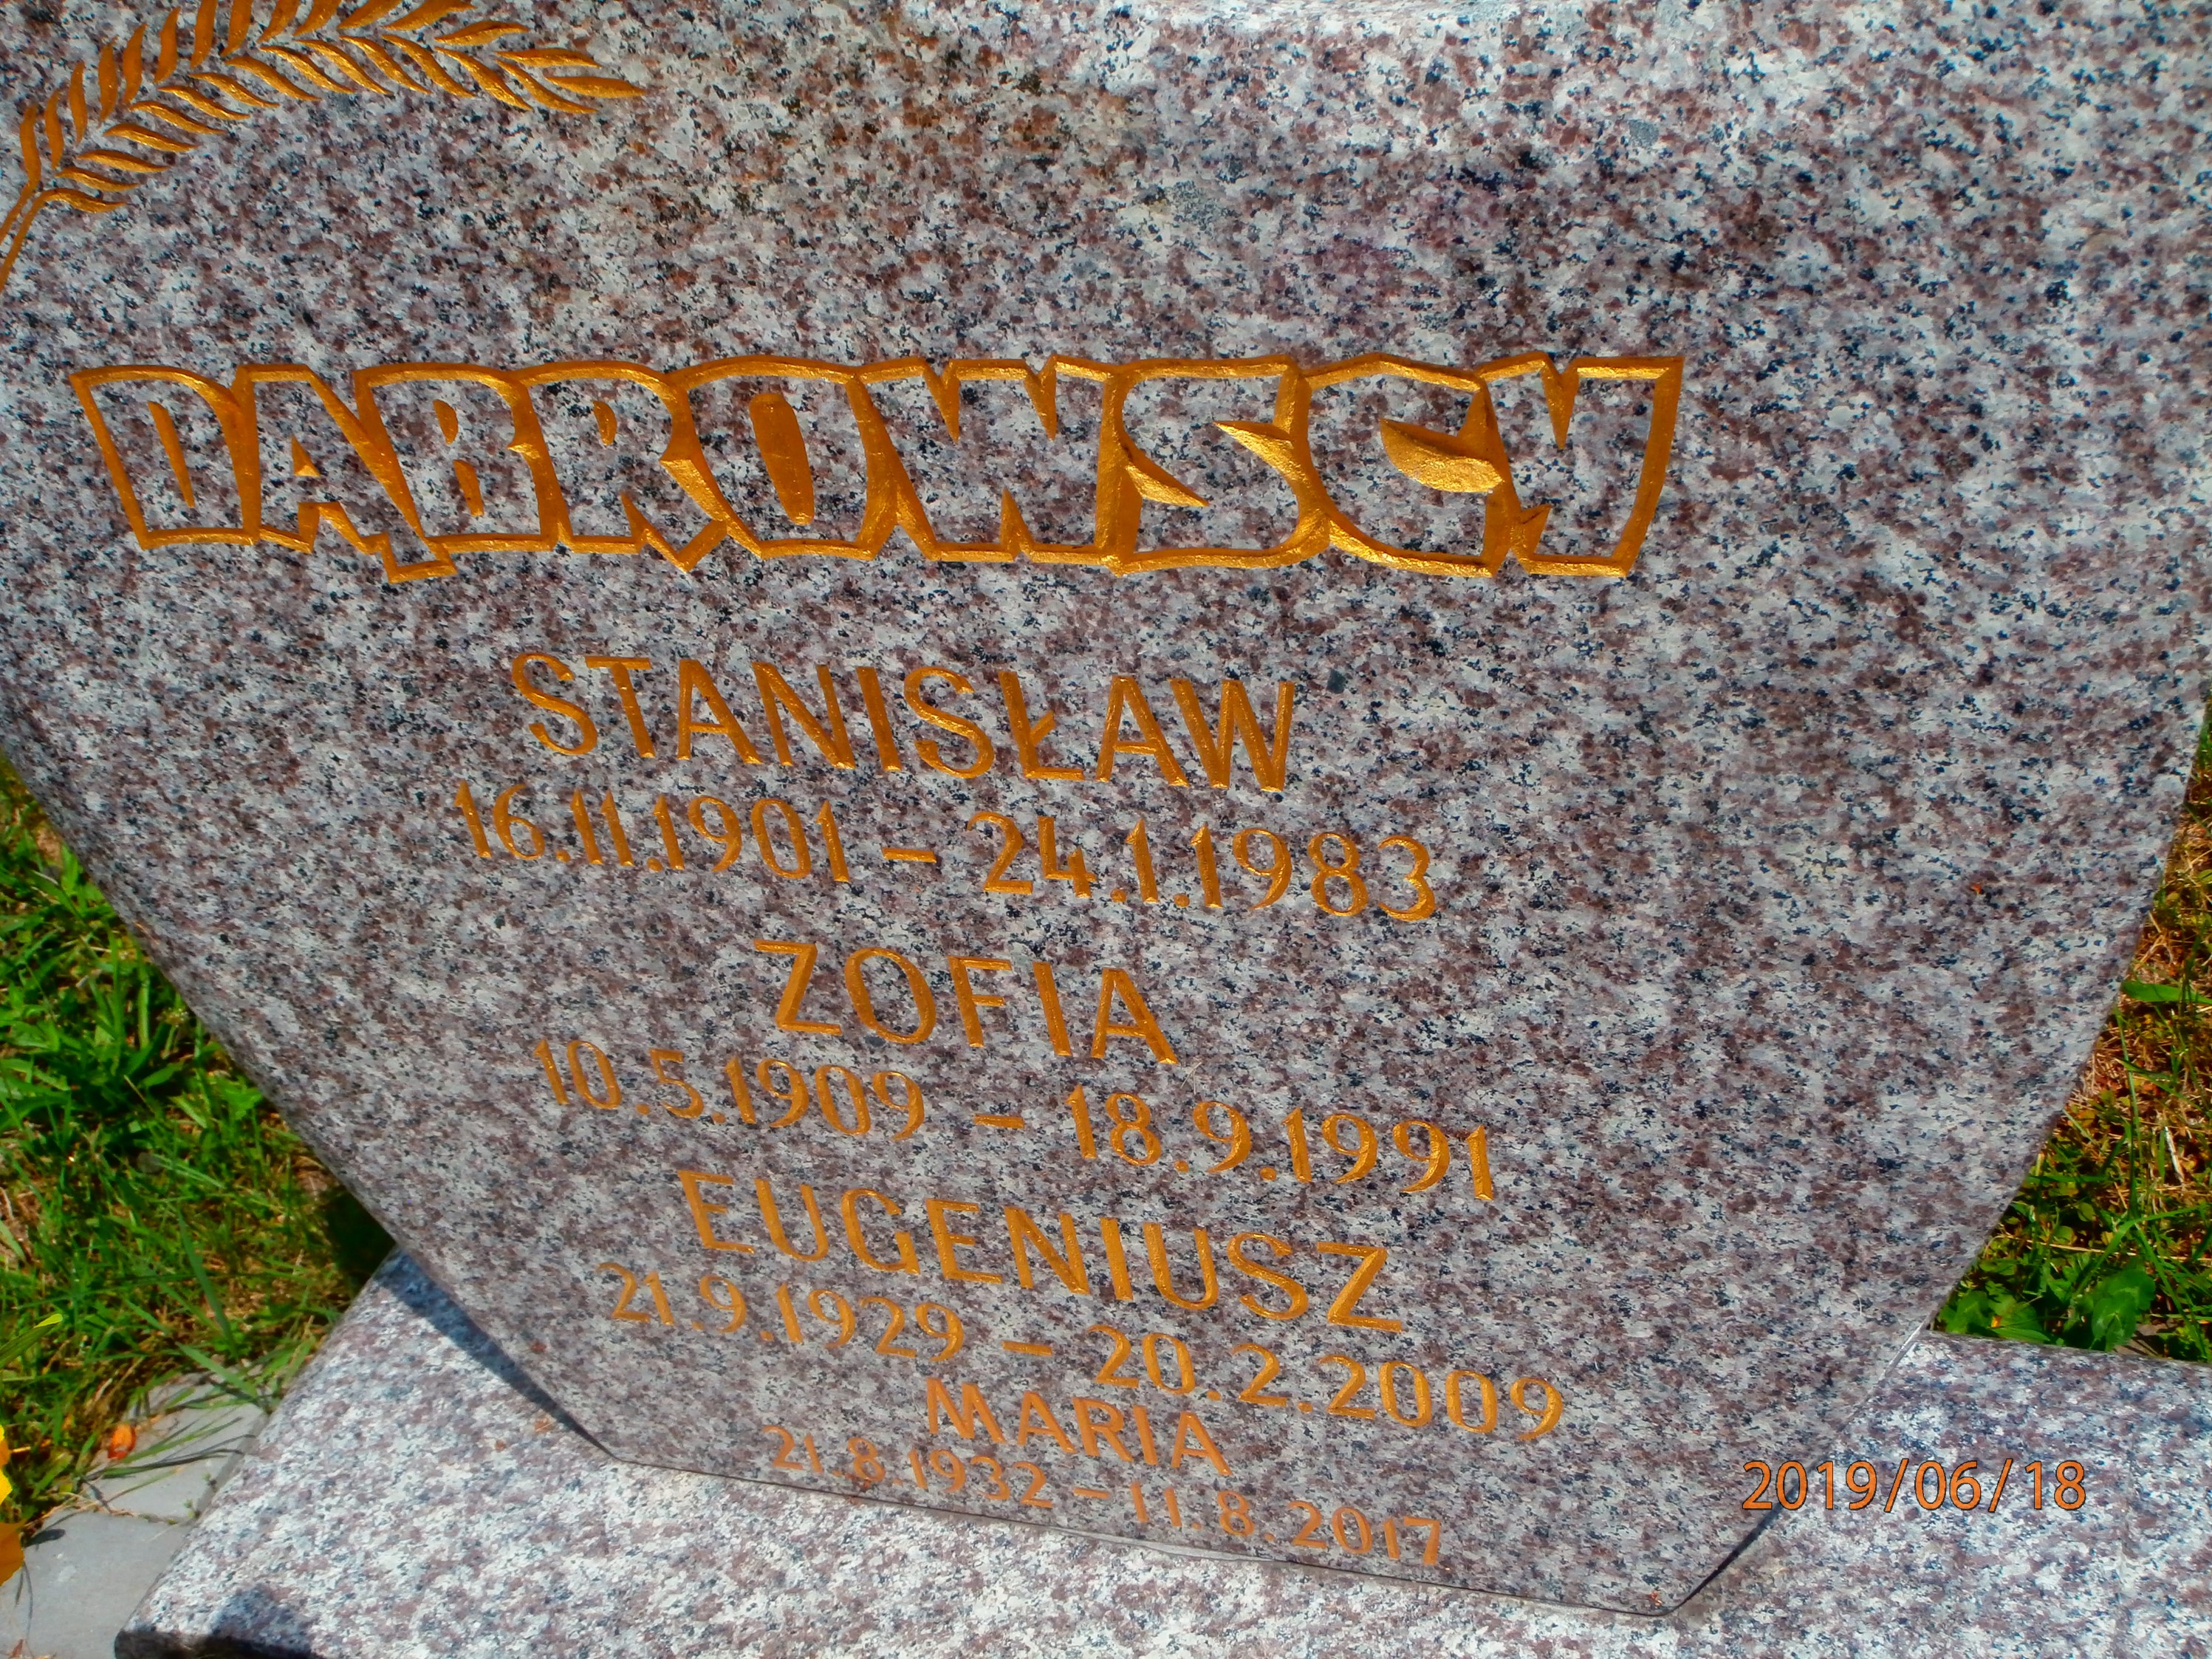 DĄBROWSCY
STANISŁAW
16.11.1901 – 24.1.1983
ZOFIA
10.5.1909 – 18.9.1991
EUGENIUSZ
21.9.1929 – 20.2.2009
MARIA
21.8.1932 – 11.8.2017
2019/06/18